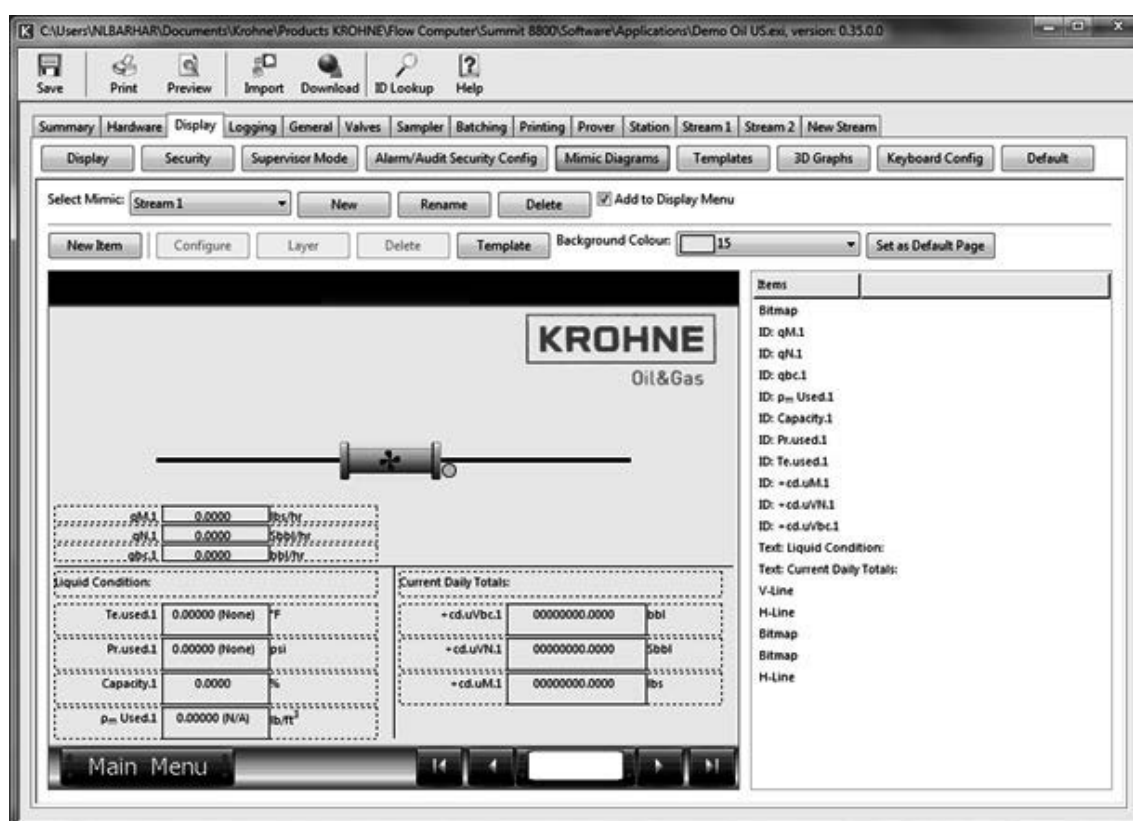 C:\Users\NLBARHAR\Documents\Krohne\Products KROHNE\Flow Computer\Summit 8800\Software\Applications\Demo Oil US.exi, version: 0.35.0.0
Save Print Preview Import Download ID Lookup Help
Summary Hardware Display Logging General Valves Sampler Batching Printing Prover Station Stream 1 Stream 2 New Stream
Display Security Supervisor Mode Alarm/Audit Security Config Mimic Diagrams Templates 3D Graphs Keyboard Config Default
Select Mimic: Stream 1 New Rename Delete Add to Display Menu
New Item Configure Layer Delete Template Background Colour: 15 Set as Default Page
KROHNE
Oil&Gas
qM.1 0.0000 lbs/hr
qN.1 0.0000 Sbbl/hr
qbc.1 0.0000 bbl/hr
Liquid Condition:
Te.used.1 0.00000 (None) °F
Pr.used.1 0.00000 (None) psi
Capacity.1 0.0000 %
ρm Used.1 0.00000 (N/A) lb/ft³
Current Daily Totals:
+cd.uVbc.1 00000000.0000 bbl
+cd.uVN.1 00000000.0000 Sbbl
+cd.uM.1 00000000.0000 lbs
Main Menu
Items
Bitmap
ID: qM.1
ID: qN.1
ID: qbc.1
ID: ρm Used.1
ID: Capacity.1
ID: Pr.used.1
ID: Te.used.1
ID: +cd.uM.1
ID: +cd.uVN.1
ID: +cd.uVbc.1
Text: Liquid Condition:
Text: Current Daily Totals:
V-Line
H-Line
Bitmap
Bitmap
H-Line